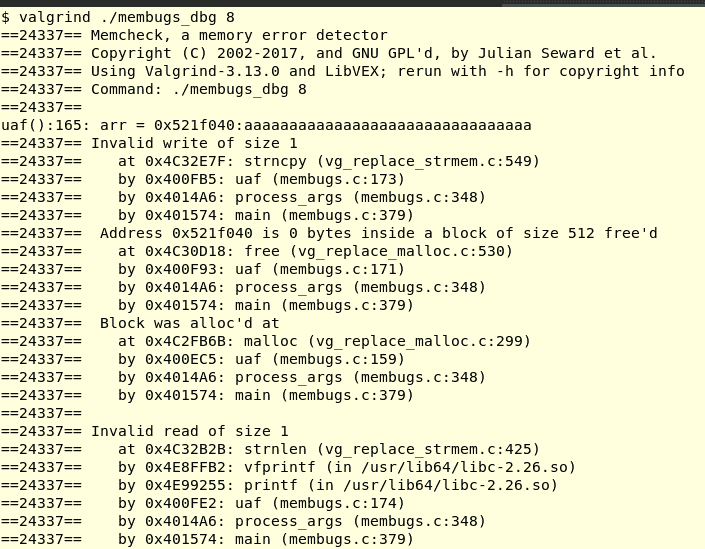 $ valgrind ./membugs_dbg 8
==24337== Memcheck, a memory error detector
==24337== Copyright (C) 2002-2017, and GNU GPL'd, by Julian Seward et al.
==24337== Using Valgrind-3.13.0 and LibVEX; rerun with -h for copyright info
==24337== Command: ./membugs_dbg 8
==24337==
uaf():165: arr = 0x521f040:aaaaaaaaaaaaaaaaaaaaaaaaaaaaaaaa
==24337== Invalid write of size 1
==24337==    at 0x4C32E7F: strncpy (vg_replace_strmem.c:549)
==24337==    by 0x400FB5: uaf (membugs.c:173)
==24337==    by 0x4014A6: process_args (membugs.c:348)
==24337==    by 0x401574: main (membugs.c:379)
==24337==  Address 0x521f040 is 0 bytes inside a block of size 512 free'd
==24337==    at 0x4C30D18: free (vg_replace_malloc.c:530)
==24337==    by 0x400F93: uaf (membugs.c:171)
==24337==    by 0x4014A6: process_args (membugs.c:348)
==24337==    by 0x401574: main (membugs.c:379)
==24337==  Block was alloc'd at
==24337==    at 0x4C2FB6B: malloc (vg_replace_malloc.c:299)
==24337==    by 0x400EC5: uaf (membugs.c:159)
==24337==    by 0x4014A6: process_args (membugs.c:348)
==24337==    by 0x401574: main (membugs.c:379)
==24337==
==24337== Invalid read of size 1
==24337==    at 0x4C32B2B: strnlen (vg_replace_strmem.c:425)
==24337==    by 0x4E8FFB2: vfprintf (in /usr/lib64/libc-2.26.so)
==24337==    by 0x4E99255: printf (in /usr/lib64/libc-2.26.so)
==24337==    by 0x400FE2: uaf (membugs.c:174)
==24337==    by 0x4014A6: process_args (membugs.c:348)
==24337==    by 0x401574: main (membugs.c:379)